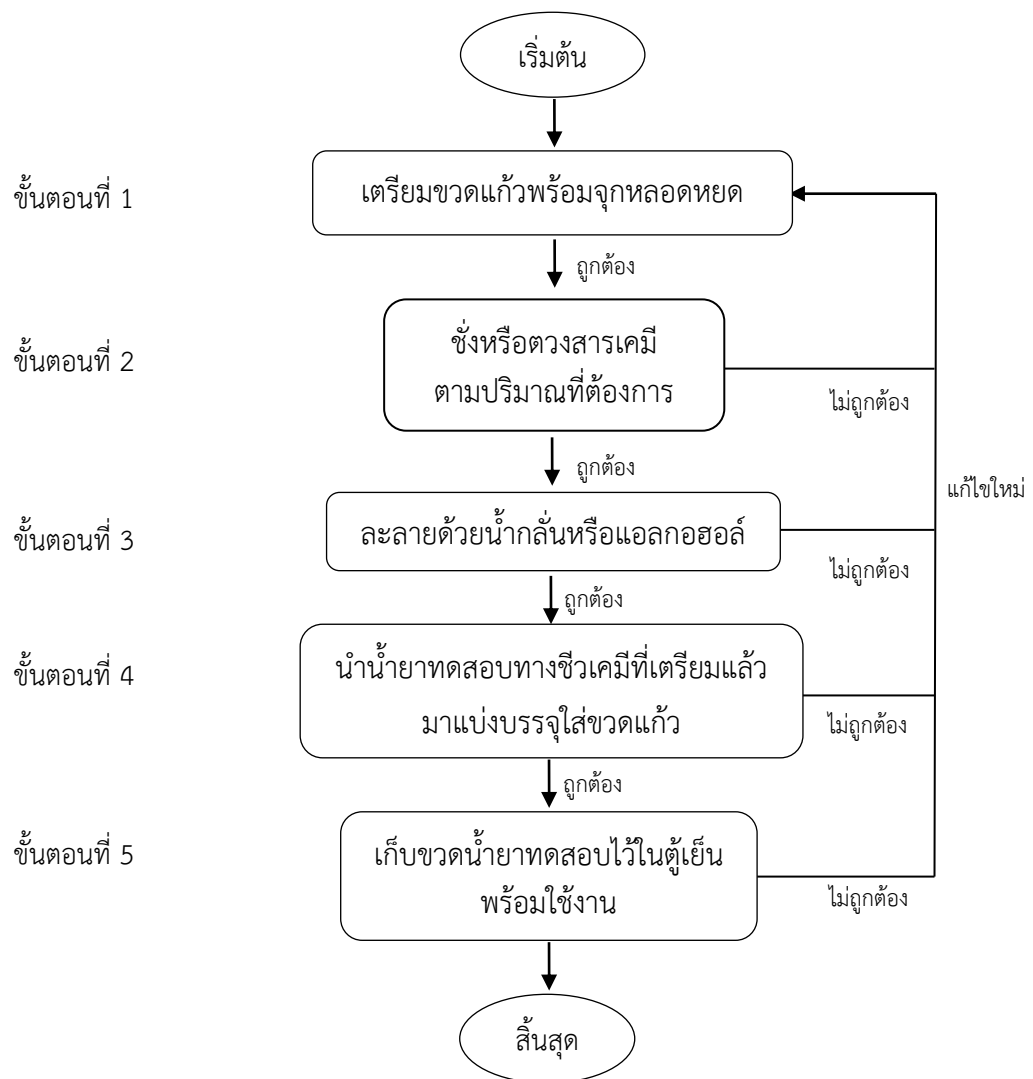 เริ่มต้น
ขั้นตอนที่ 1
เตรียมขวดแก้วพร้อมจุกหลอดหยด
ถูกต้อง
ขั้นตอนที่ 2
ชั่งหรือตวงสารเคมี
ตามปริมาณที่ต้องการ
ไม่ถูกต้อง
ถูกต้อง
แก้ไขใหม่
ขั้นตอนที่ 3
ละลายด้วยน้ำกลั่นหรือแอลกอฮอล์
ไม่ถูกต้อง
ถูกต้อง
ขั้นตอนที่ 4
นำน้ำยาทดสอบทางชีวเคมีที่เตรียมแล้ว
มาแบ่งบรรจุใส่ขวดแก้ว
ไม่ถูกต้อง
ถูกต้อง
ขั้นตอนที่ 5
เก็บขวดน้ำยาทดสอบไว้ในตู้เย็น
พร้อมใช้งาน
ไม่ถูกต้อง
สิ้นสุด